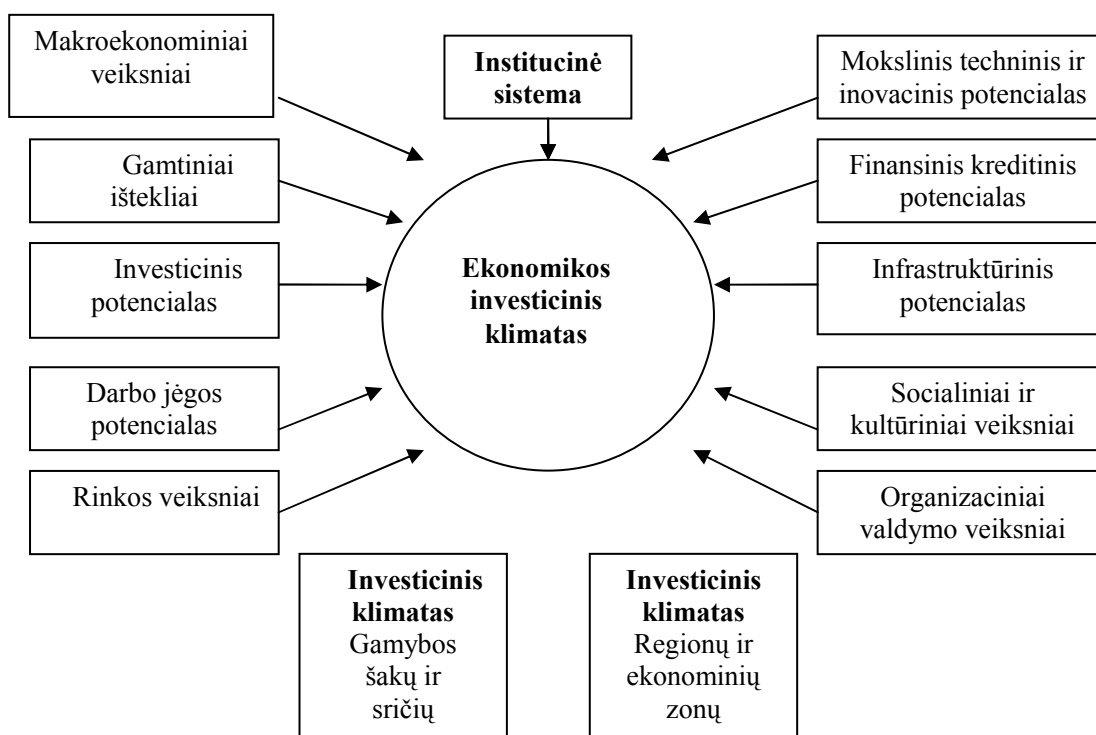 Makroekonominiai
veiksniai
Institucinė
sistema
Mokslinis techninis ir
inovacinis potencialas
Gamtiniai
ištekliai
Finansinis kreditinis
potencialas
Investicinis
potencialas
Ekonomikos
investicinis
klimatas
Infrastruktūrinis
potencialas
Darbo jėgos
potencialas
Socialiniai ir
kultūriniai veiksniai
Rinkos veiksniai
Organizaciniai
valdymo veiksniai
Investicinis
klimatas
Gamybos
šakų ir
sričių
Investicinis
klimatas
Regionų ir
ekonominių
zonų